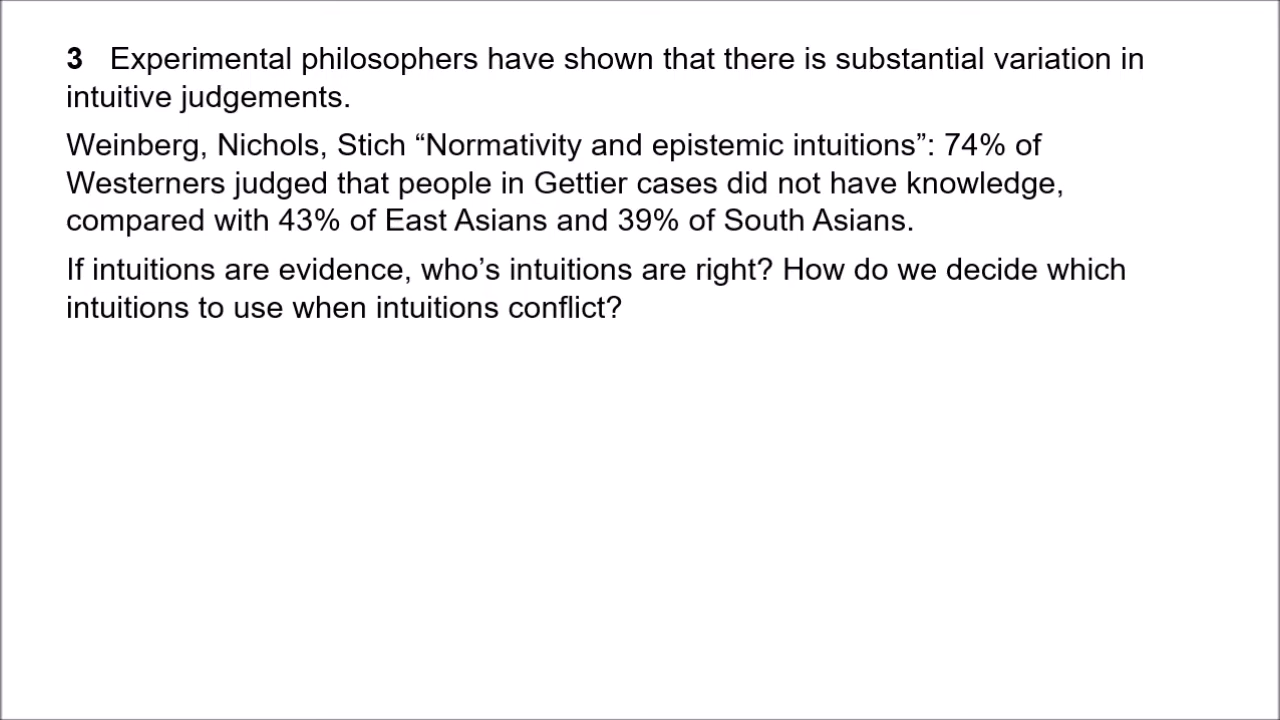 3 Experimental philosophers have shown that there is substantial variation in
intuitive judgements.
Weinberg, Nichols, Stich “Normativity and epistemic intuitions”: 74% of
Westerners judged that people in Gettier cases did not have knowledge,
compared with 43% of East Asians and 39% of South Asians.
If intuitions are evidence, who’s intuitions are right? How do we decide which
intuitions to use when intuitions conflict?